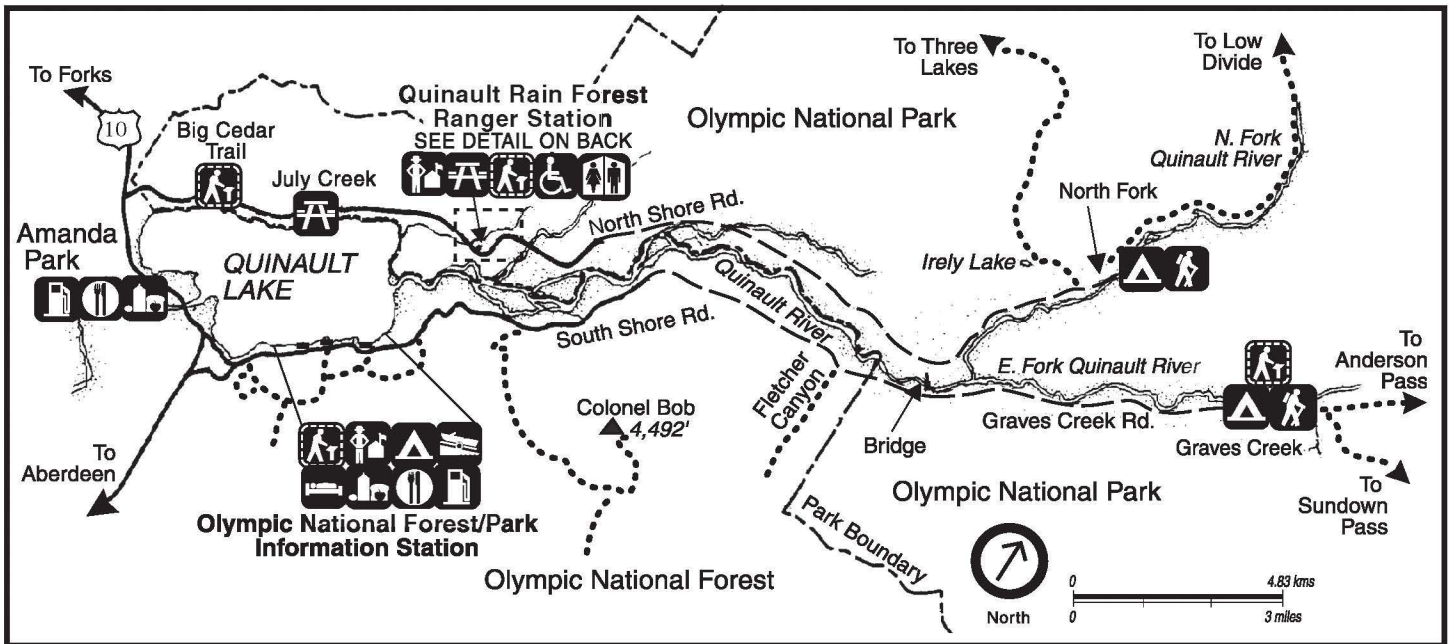 To Forks
10
Big Cedar
Trail
July Creek
Quinault Rain Forest
Ranger Station
SEE DETAIL ON BACK
Olympic National Park
To Three
Lakes
To Low
Divide
N. Fork
Quinault River
North Fork
North Shore Rd.
Irely Lake
Amanda
Park
QUINAULT
LAKE
Quinault River
South Shore Rd.
E. Fork Quinault River
To
Anderson
Pass
Fletcher
Canyon
Colonel Bob
4,492'
Bridge
Graves Creek Rd.
Graves Creek
To
Aberdeen
Olympic National Park
To
Sundown
Pass
Olympic National Forest/Park
Information Station
Park Boundary
Olympic National Forest
North
0
4.83 kms
0
3 miles